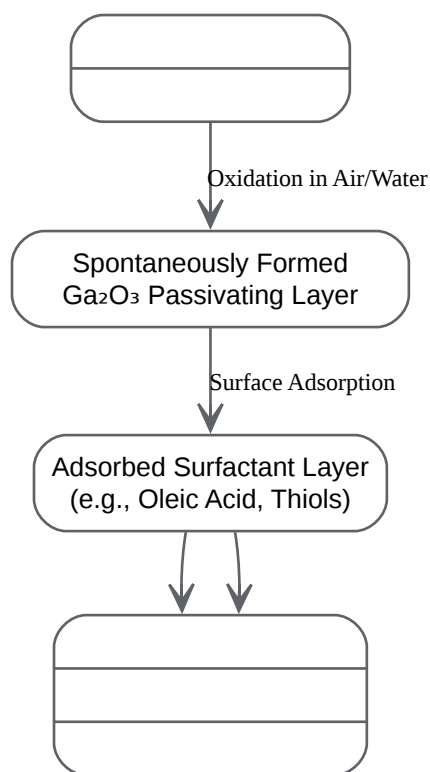 Oxidation in Air/Water
Spontaneously Formed
Ga₂O₃ Passivating Layer
Surface Adsorption
Adsorbed Surfactant Layer
(e.g., Oleic Acid, Thiols)